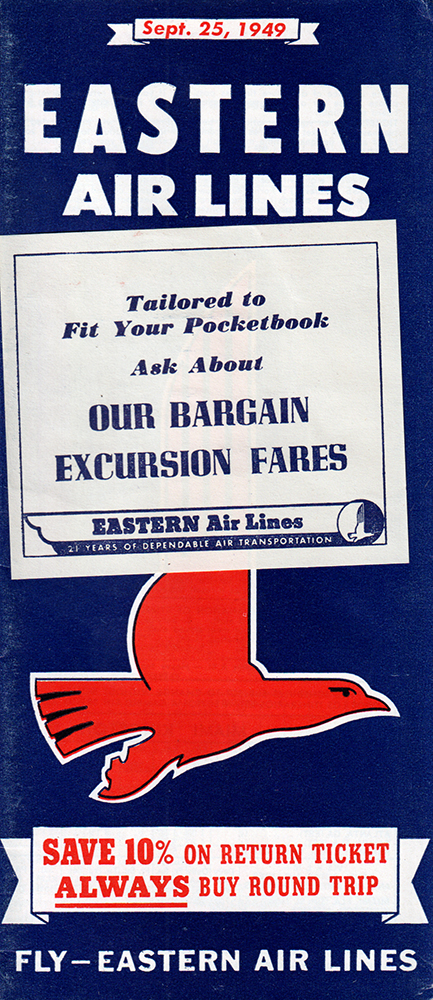 Sept. 25, 1949
EASTERN
AIR LINES
Tailored to
Fit Your Pocketbook
Ask About
OUR BARGAIN
EXCURSION FARES
EASTERN Air Lines
21 YEARS OF DEPENDABLE AIR TRANSPORTATION
SAVE 10% ON RETURN TICKET
ALWAYS BUY ROUND TRIP
FLY—EASTERN AIR LINES